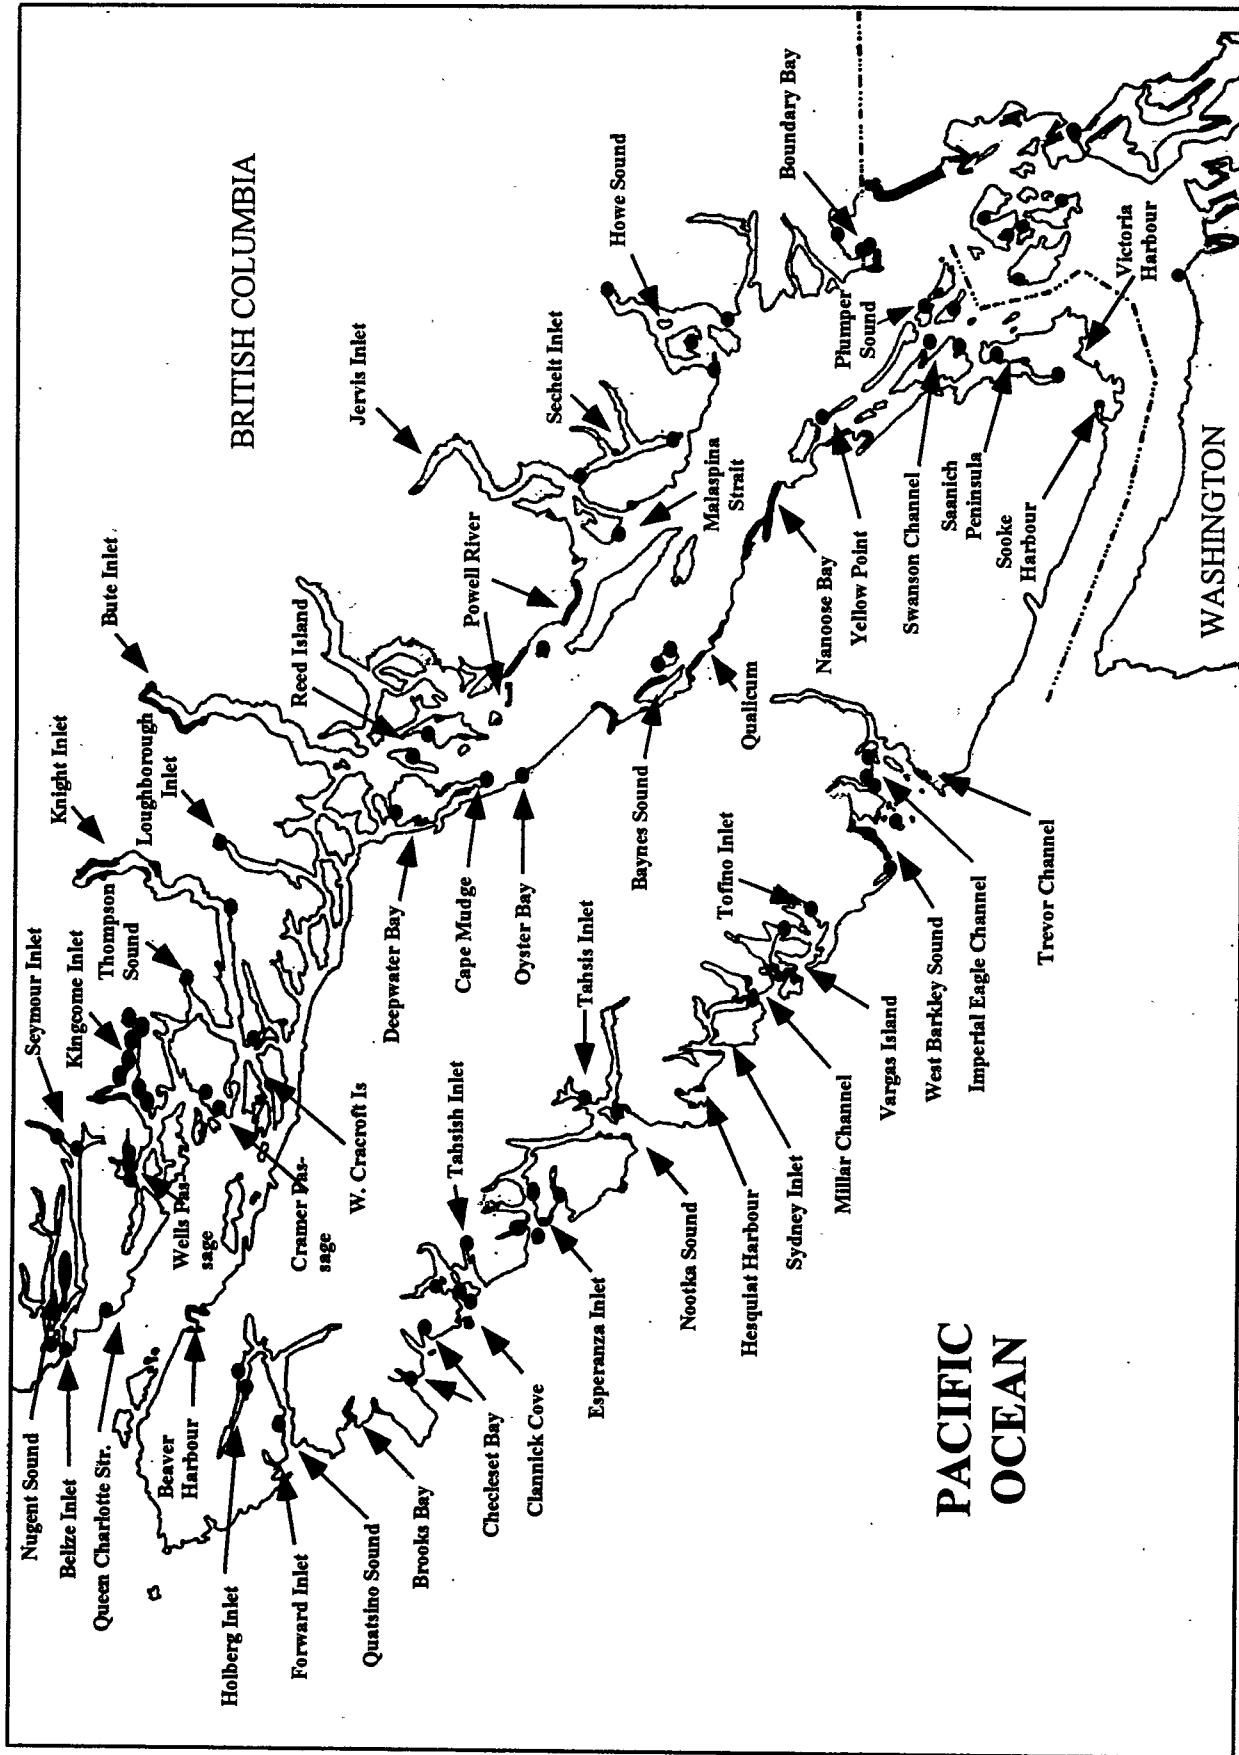 BRITISH COLUMBIA
Nugent Sound
Belize Inlet
Queen Charlotte Str.
Beaver
Harbour
Holberg Inlet
Forward Inlet
Quatsino Sound
Brooks Bay
Checleset Bay
Clannick Cove
Esperanza Inlet
Nootka Sound
Hesquiat Harbour
Sydney Inlet
Millar Channel
Vargas Island
West Barkley Sound
Imperial Eagle Channel
Trevor Channel
Seymour Inlet
Kingcome Inlet
Thompson
Sound
Knight Inlet
Loughborough
Inlet
Bute Inlet
Wells Pas-
sage
Cramer Pas-
sage
W. Cracroft Is
Tahsish Inlet
Tahsis Inlet
Tofino Inlet
Deepwater Bay
Cape Mudge
Oyster Bay
Baynes Sound
Reed Island
Powell River
Jervis Inlet
Sechelt Inlet
Howe Sound
Malaspina
Strait
Boundary Bay
Plumper
Sound
Qualicum
Nanoose Bay
Yellow Point
Swanson Channel
Saanich
Peninsula
Sooke
Harbour
Victoria
Harbour
WASHINGTON
PACIFIC
OCEAN